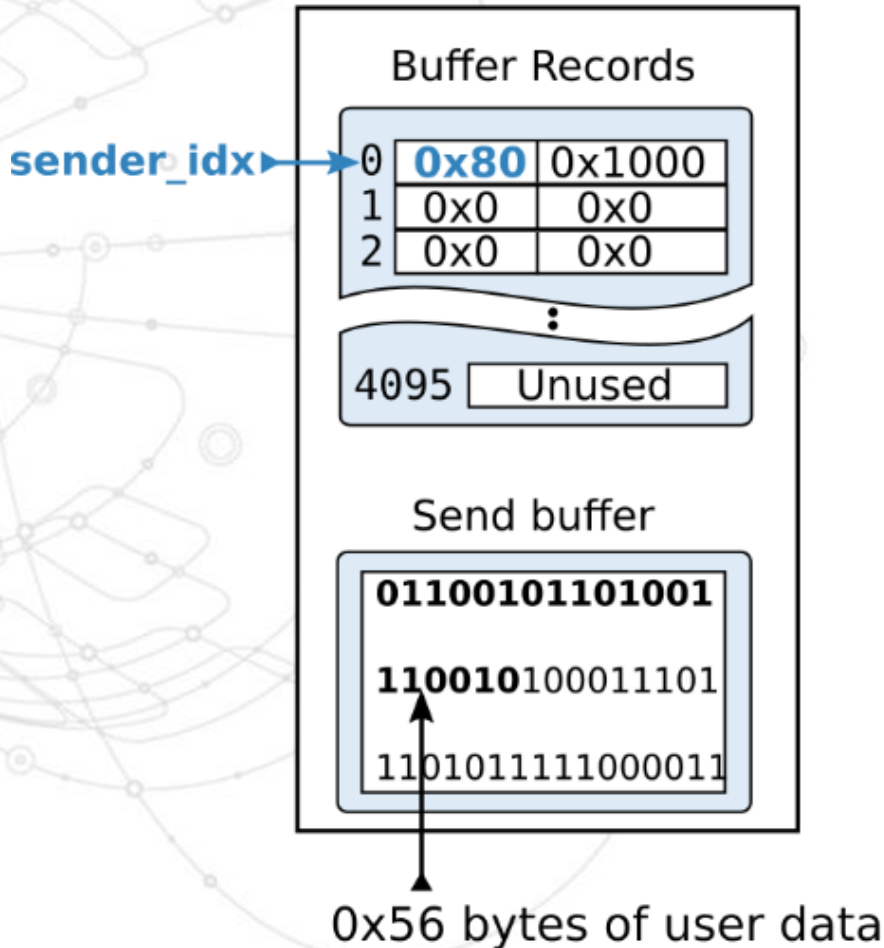 Buffer Records
sender_idx 0 0x80 0x1000
1 0x0 0x0
2 0x0 0x0
:
4095 Unused
Send buffer
01100101101001
110010100011101
1101011111000011
0x56 bytes of user data